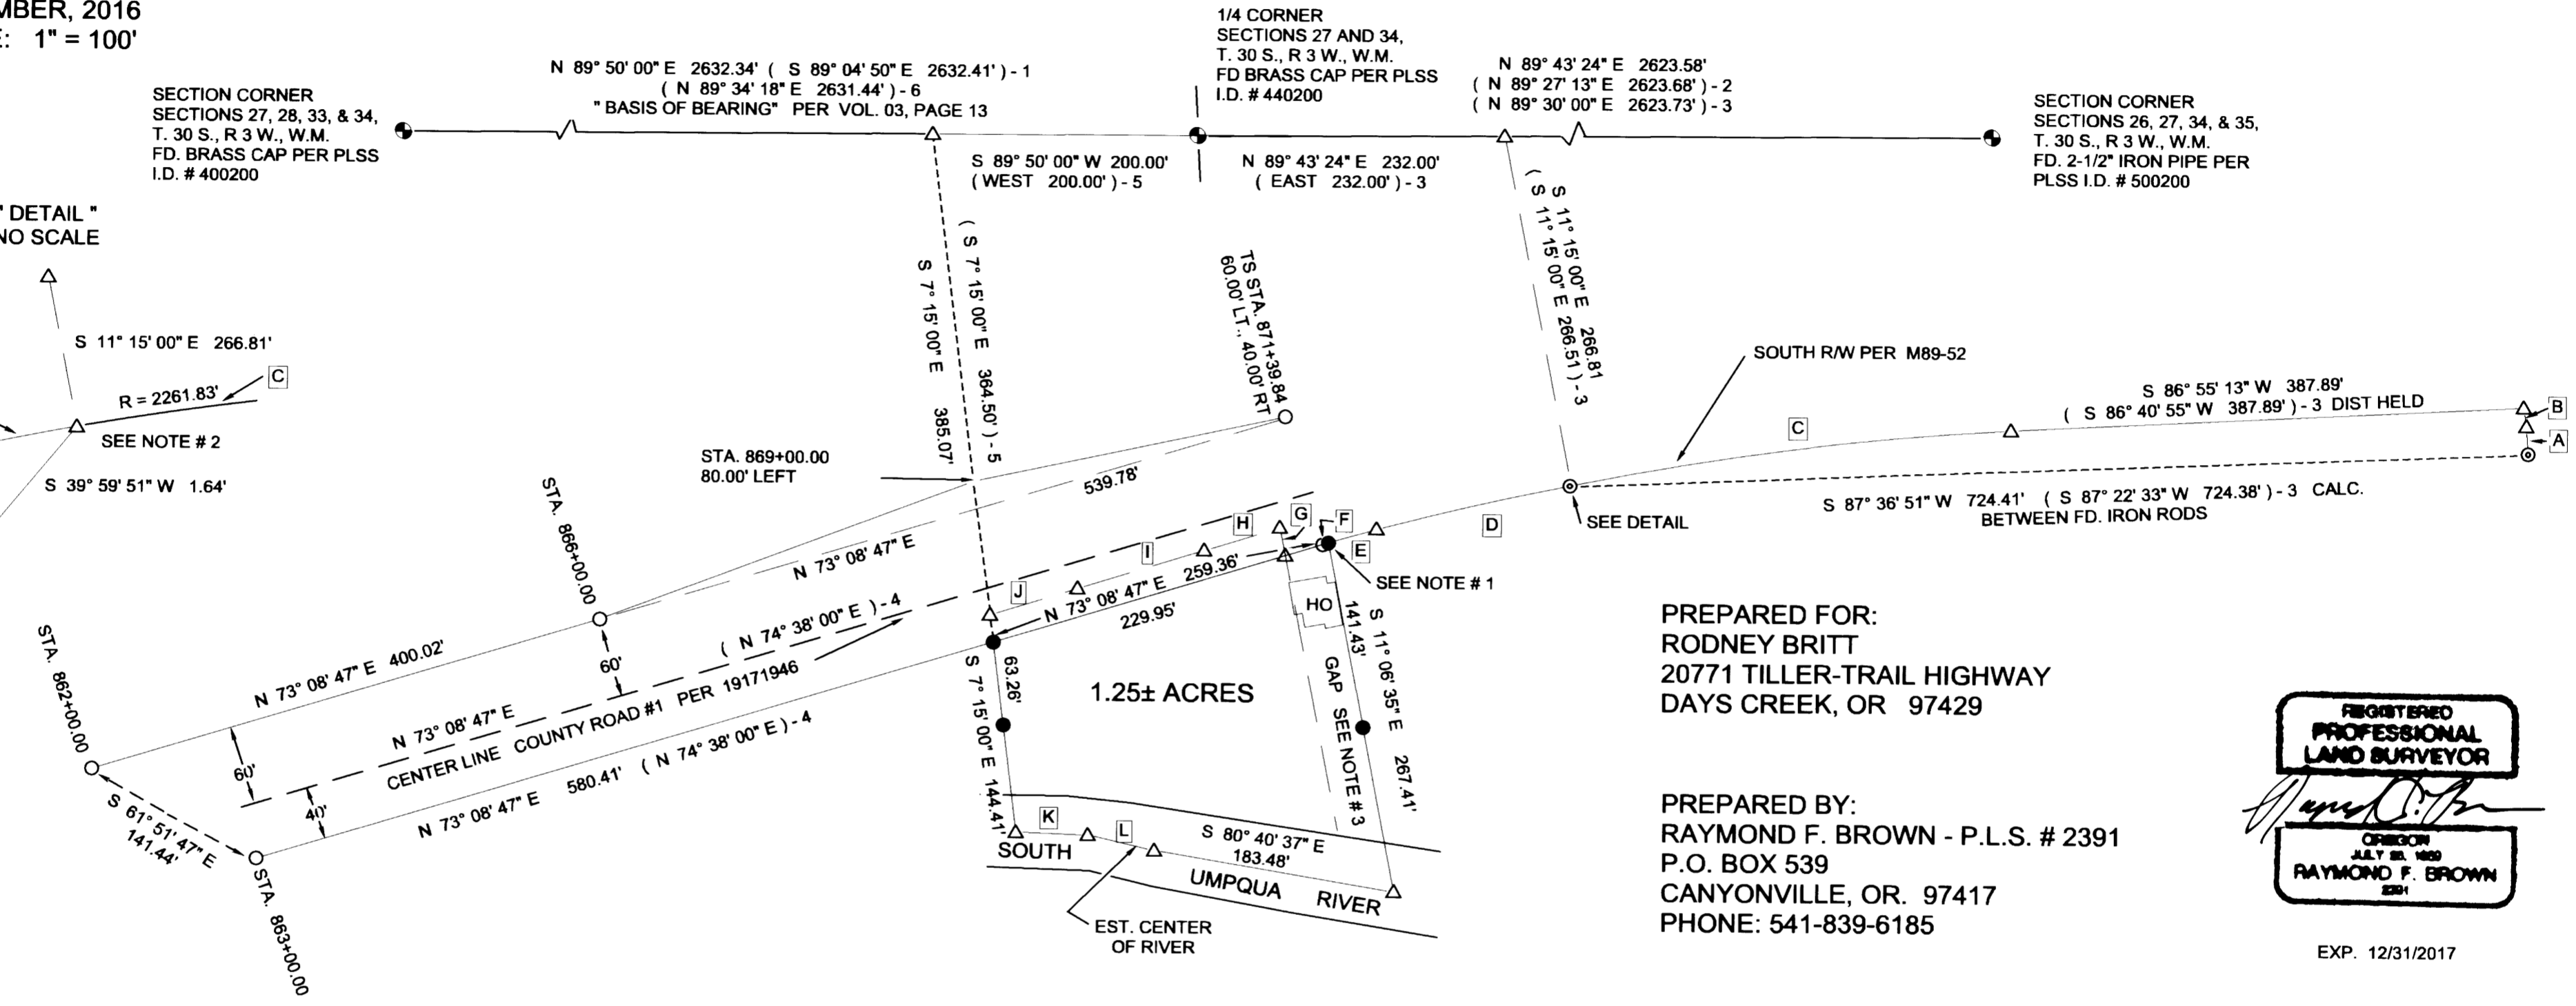 MBER, 2016
E: 1" = 100'
SECTION CORNER
SECTIONS 27, 28, 33, & 34,
T. 30 S., R 3 W., W.M.
FD. BRASS CAP PER PLSS
I.D. # 400200
N 89° 50' 00" E 2632.34' ( S 89° 04' 50" E 2632.41' ) - 1
( N 89° 34' 18" E 2631.44' ) - 6
" BASIS OF BEARING" PER VOL. 03, PAGE 13
1/4 CORNER
SECTIONS 27 AND 34,
T. 30 S., R 3 W., W.M.
FD BRASS CAP PER PLSS
I.D. # 440200
N 89° 43' 24" E 2623.58'
( N 89° 27' 13" E 2623.68' ) - 2
( N 89° 30' 00" E 2623.73' ) - 3
SECTION CORNER
SECTIONS 26, 27, 34, & 35,
T. 30 S., R 3 W., W.M.
FD. 2-1/2" IRON PIPE PER
PLSS I.D. # 500200
S 89° 50' 00" W 200.00'
( WEST 200.00' ) - 5
N 89° 43' 24" E 232.00'
( EAST 232.00' ) - 3
" DETAIL "
NO SCALE
S 11° 15' 00" E 266.81'
R = 2261.83'
C
SEE NOTE # 2
S 39° 59' 51" W 1.64'
( S 7° 15' 00" E 364.50' ) - 5
S 7° 15' 00" E 385.07'
TS STA. 871+39.84
60.00' LT., 40.00' RT
S 11° 15' 00" E 266.81
( S 11° 15' 00" E 266.51 ) - 3
SOUTH R/W PER M89-52
S 86° 55' 13" W 387.89'
( S 86° 40' 55" W 387.89' ) - 3 DIST HELD
B
A
C
S 87° 36' 51" W 724.41' ( S 87° 22' 33" W 724.38' ) - 3 CALC.
BETWEEN FD. IRON RODS
SEE DETAIL
D
STA. 869+00.00
80.00' LEFT
539.78'
N 73° 08' 47" E
STA. 866+00.00
H
G
F
E
I
J
SEE NOTE # 1
N 73° 08' 47" E 259.36'
229.95'
HO
STA. 862+00.00
N 73° 08' 47" E 400.02'
60'
( N 74° 38' 00" E ) - 4
N 73° 08' 47" E
CENTER LINE COUNTY ROAD #1 PER 19171946
60'
40'
N 73° 08' 47" E 580.41' ( N 74° 38' 00" E ) - 4
S 61° 51' 47" E
141.44'
STA. 863+00.00
63.26'
S 7° 15' 00" E 144.41'
1.25± ACRES
GAP SEE NOTE # 3
141.43'
S 11° 06' 35" E 267.41'
K
L
S 80° 40' 37" E
183.48'
SOUTH
UMPQUA RIVER
EST. CENTER
OF RIVER
PREPARED FOR:
RODNEY BRITT
20771 TILLER-TRAIL HIGHWAY
DAYS CREEK, OR 97429
PREPARED BY:
RAYMOND F. BROWN - P.L.S. # 2391
P.O. BOX 539
CANYONVILLE, OR. 97417
PHONE: 541-839-6185
REGISTERED
PROFESSIONAL
LAND SURVEYOR
OREGON
RAYMOND F. BROWN
2391
EXP. 12/31/2017